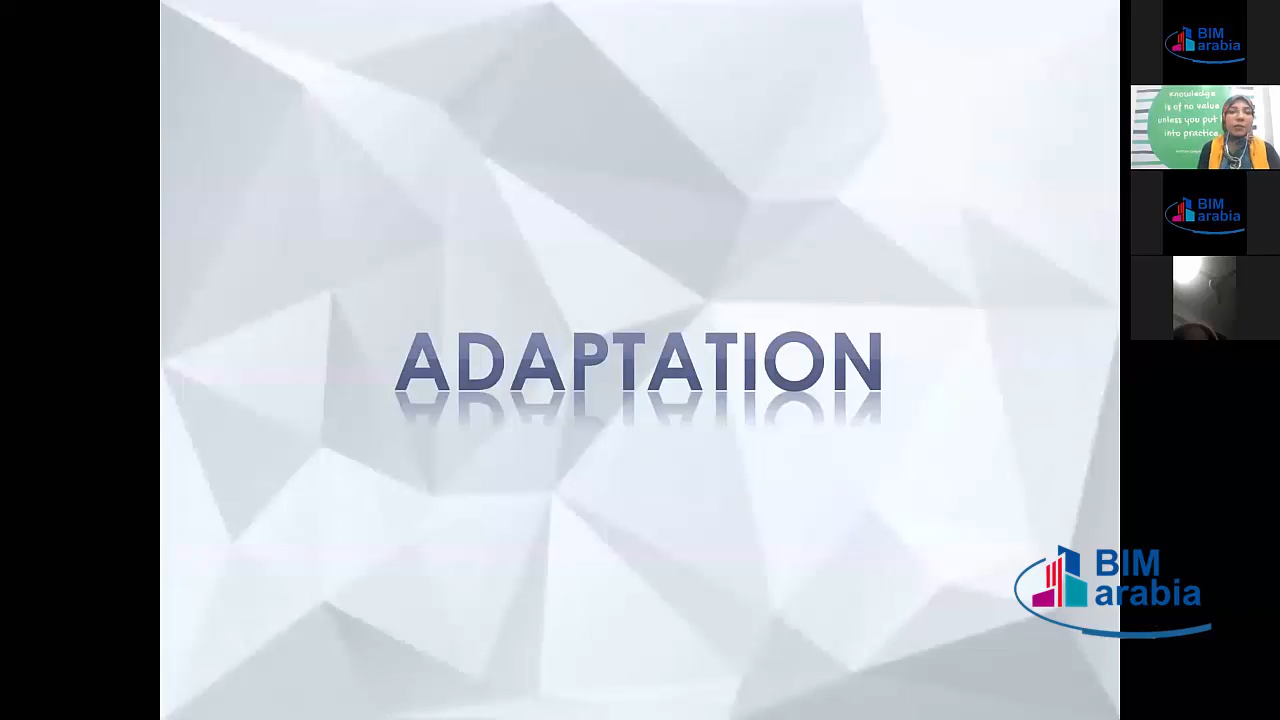 ADAPTATION
BIM
arabia
knowledge
is of no value
unless you put
into practice
BIM
arabia
BIM
arabia